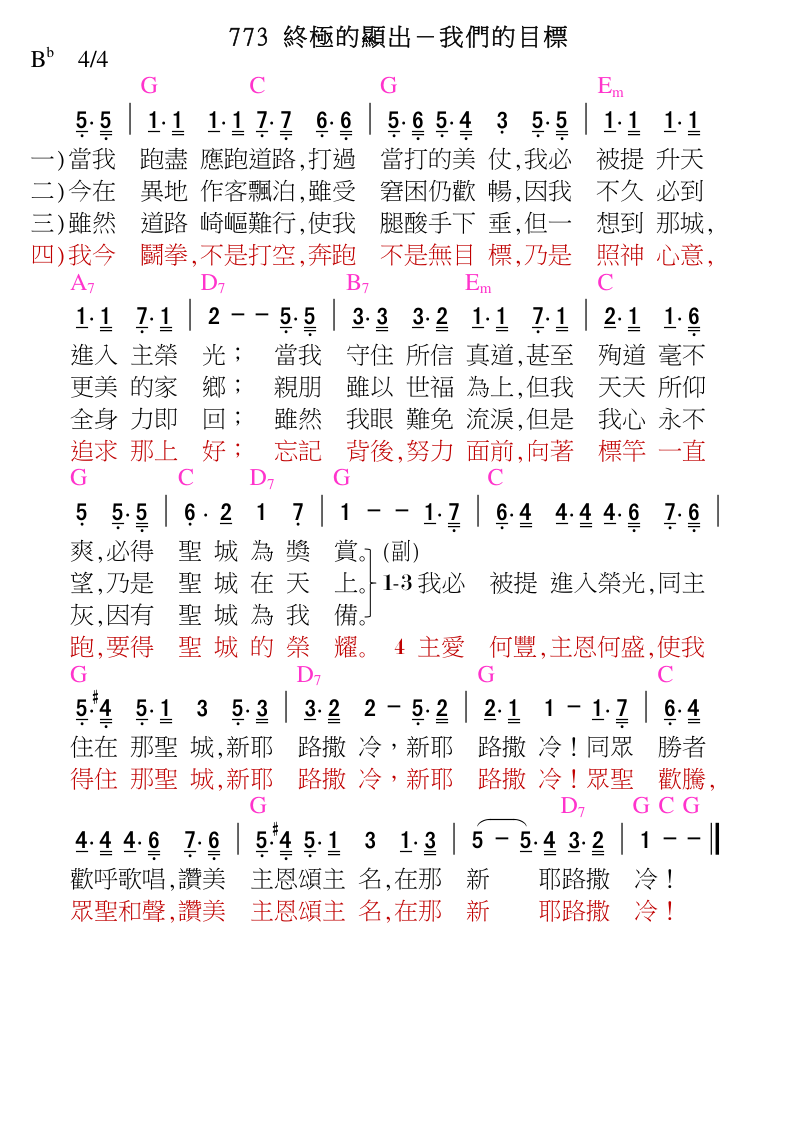 773 終極的顯出－我們的目標
B♭ 4/4
G C G Em
5· 5 | 1· 1 1· 1 7· 7 6· 6 | 5· 6 5· 4 3 5· 5 | 1· 1 1· 1
一)當我 跑盡 應跑道路,打過 當打的美 仗,我必 被提 升天
二)今在 異地 作客飄泊,雖受 窘困仍歡 暢,因我 不久 必到
三)雖然 道路 崎嶇難行,使我 腿酸手下 垂,但一 想到 那城,
四)我今 鬭拳,不是打空,奔跑 不是無目 標,乃是 照神 心意,
A7 D7 B7 Em C
1· 1 7· 1 | 2 － － 5· 5 | 3· 3 3· 2 1· 1 7· 1 | 2· 1 1· 6
進入 主榮 光； 當我 守住 所信 真道,甚至 殉道 毫不
更美 的家 鄉； 親朋 雖以 世福 為上,但我 天天 所仰
全身 力即 回； 雖然 我眼 難免 流淚,但是 我心 永不
追求 那上 好； 忘記 背後,努力 面前,向著 標竿 一直
G C D7 G C
5 5· 5 | 6 · 2 1 7 | 1 － － 1· 7 | 6· 4 4· 4 4· 6 7· 6 |
爽,必得 聖 城 為 獎 賞。(副)
望,乃是 聖 城 在 天 上。1-3 我必 被提 進入榮光,同主
灰,因有 聖 城 為 我 備。
跑,要得 聖 城 的 榮 耀。 4 主愛 何豐,主恩何盛,使我
G D7 G C
5· #4 5· 1 3 5· 3 | 3· 2 2 － 5· 2 | 2· 1 1 － 1· 7 | 6· 4
住在 那聖 城,新耶 路撒 冷，新耶 路撒 冷！同眾 勝者
得住 那聖 城,新耶 路撒 冷，新耶 路撒 冷！眾聖 歡騰,
G D7 G C G
4· 4 4· 6 7· 6 | 5· #4 5· 1 3 1· 3 | 5 － 5· 4 3· 2 | 1 － － ‖
歡呼歌唱,讚美 主恩頌主 名,在那 新 耶路撒 冷！
眾聖和聲,讚美 主恩頌主 名,在那 新 耶路撒 冷！